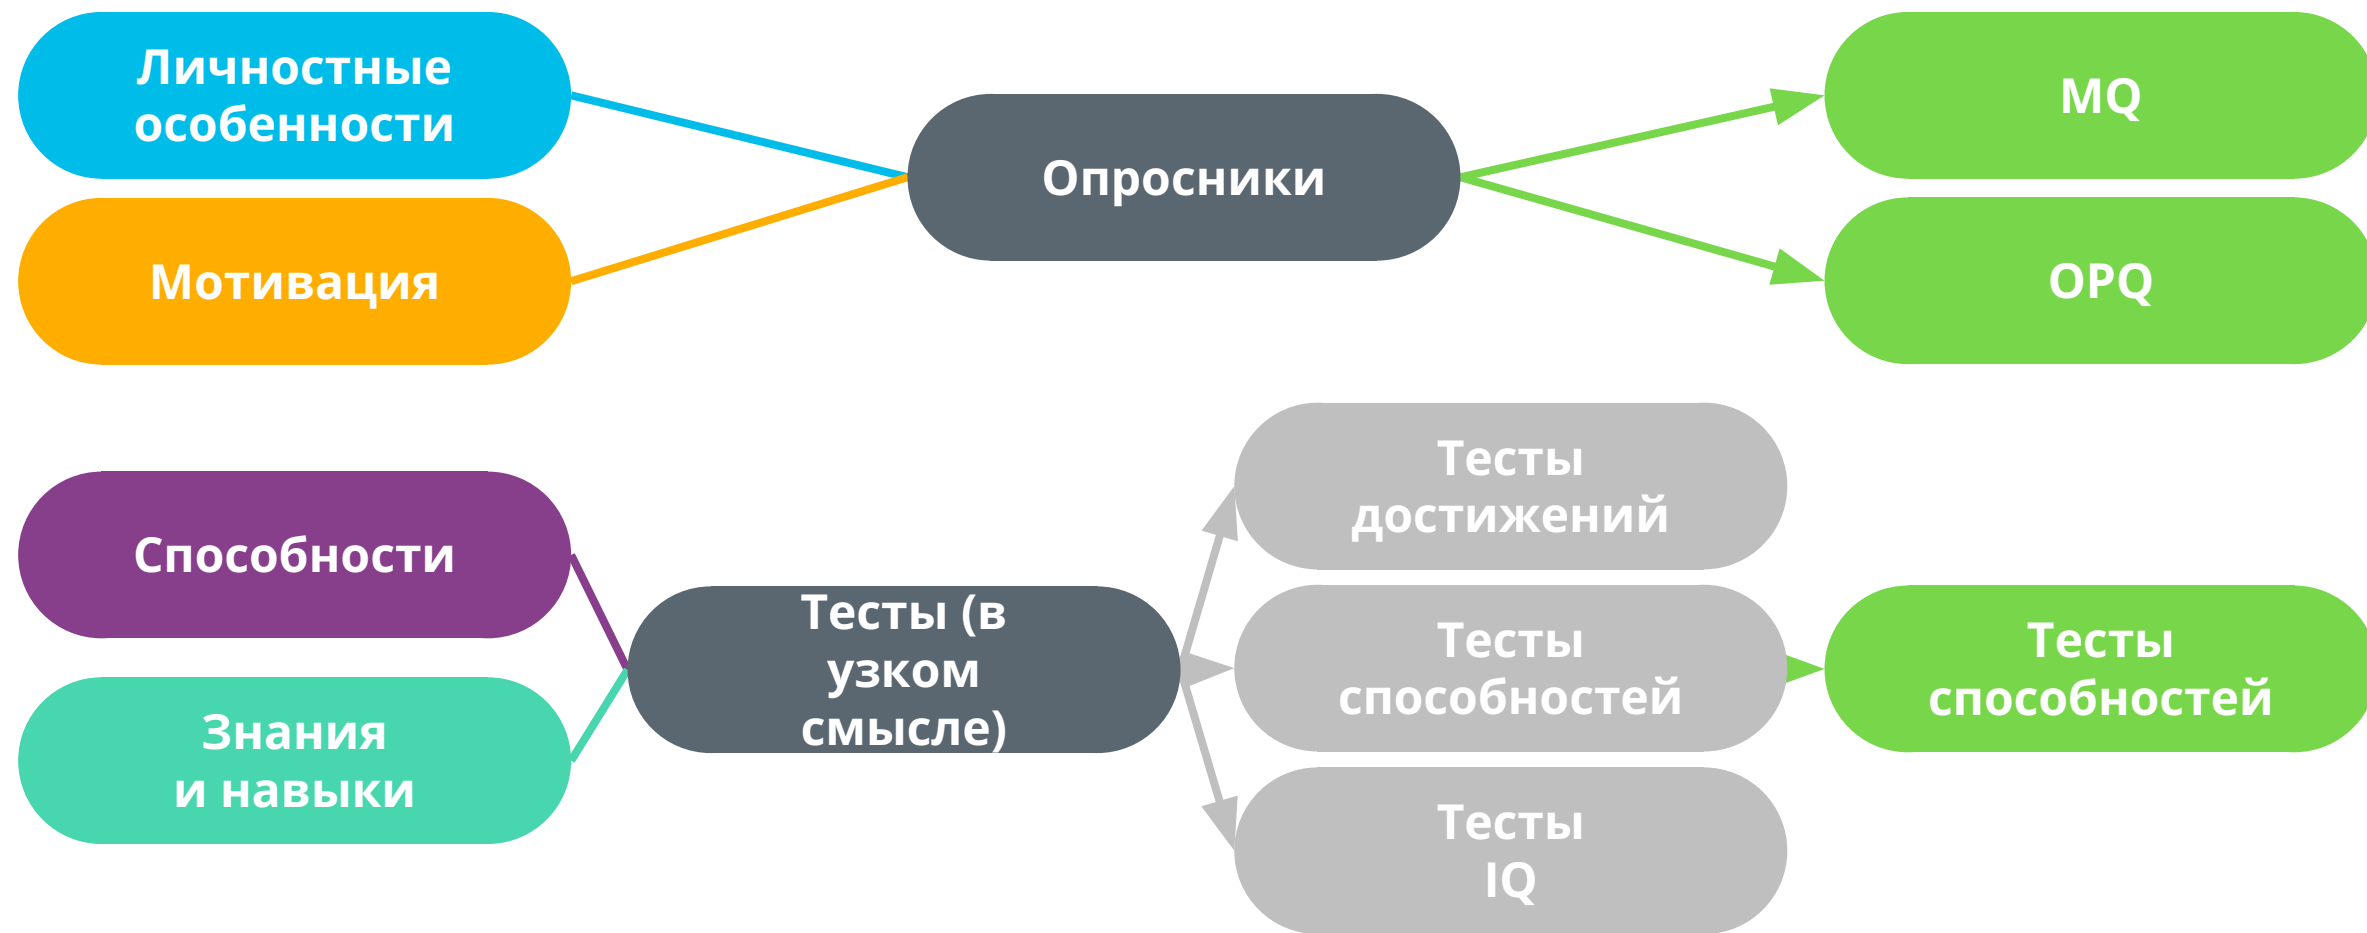 Личностные
особенности
Мотивация
Опросники
MQ
OPQ
Способности
Знания
и навыки
Тесты (в
узком
смысле)
Тесты
достижений
Тесты
способностей
Тесты
IQ
Тесты
способностей